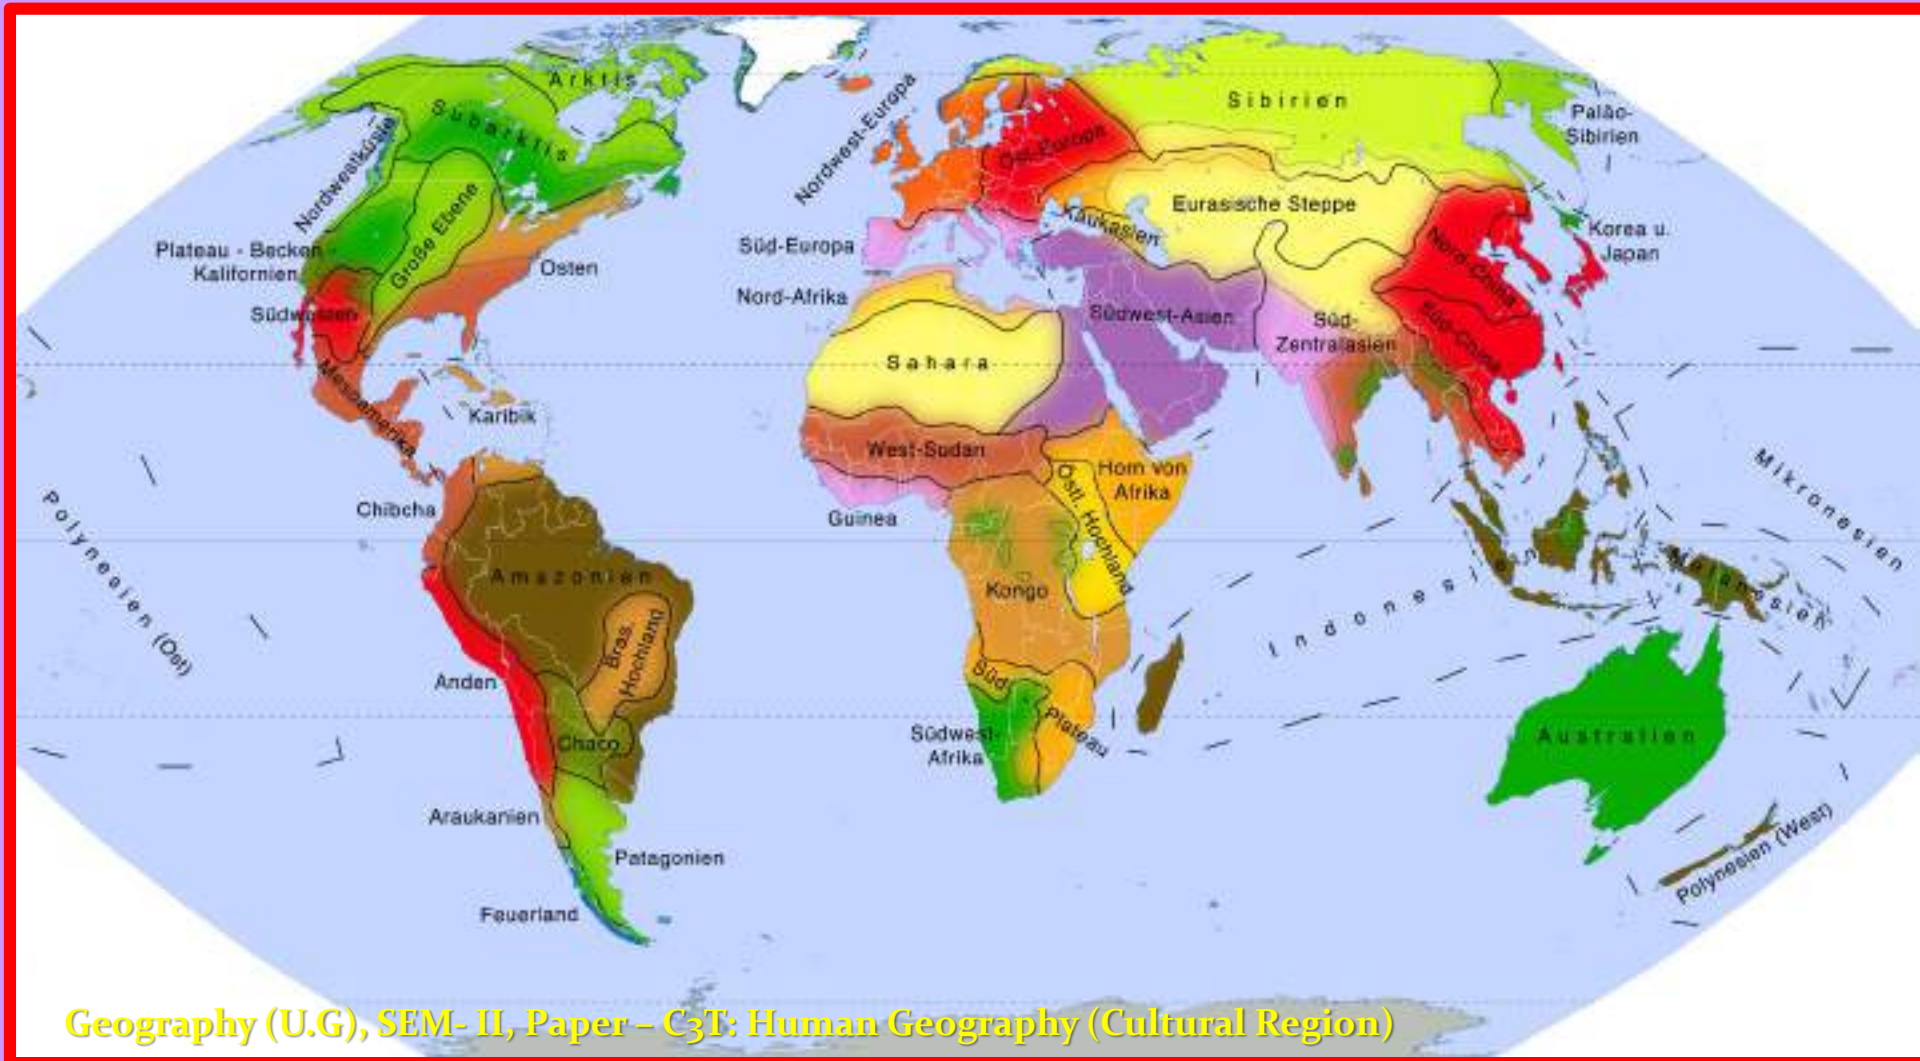 Arktis
Subarktis
Nordwestküste
Große Ebene
Plateau - Becken -
Kalifornien
Osten
Südwesten
Mesoamerika
Karibik
Chibcha
Amazonien
Bras.
Hochland
Anden
Chaco
Araukanien
Patagonien
Feuerland
Polynesien (Ost)
Nordwest-Europa
Ost-Europa
Süd-Europa
Kaukasien
Nord-Afrika
Sahara
West-Sudan
Guinea
Horn von
Afrika
Östl. Hochland
Kongo
Süd-
Plateau
Südwest-
Afrika
Sibirien
Paläo-
Sibirien
Eurasische Steppe
Südwest-Asien
Süd-
Zentralasien
Nord-China
Süd-China
Korea u.
Japan
Mikronesien
Indonesien
Melanesien
Australien
Polynesien (West)
Geography (U.G), SEM- II, Paper – C3T: Human Geography (Cultural Region)